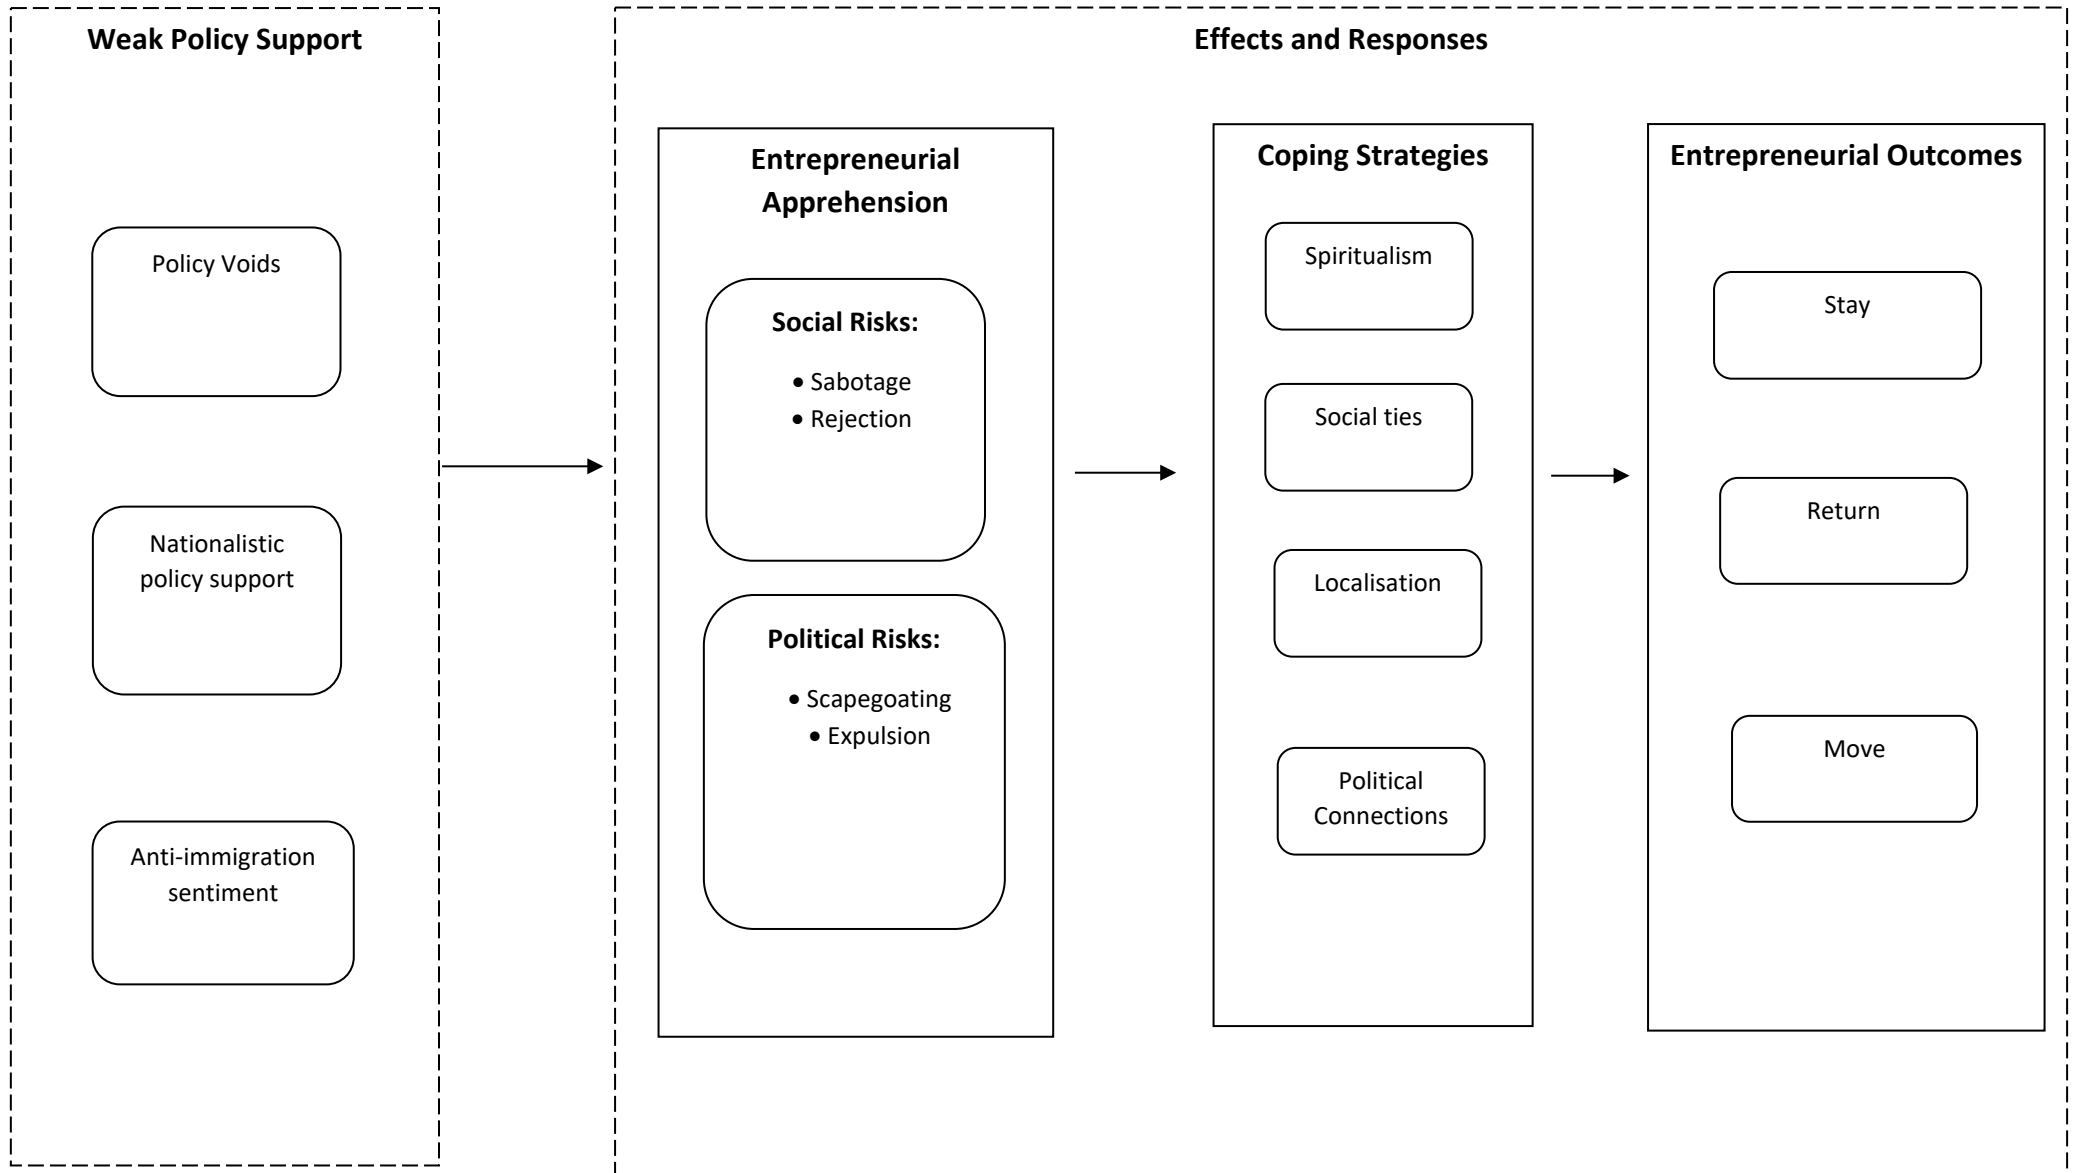 Weak Policy Support
Policy Voids
Nationalistic
policy support
Anti-immigration
sentiment
Effects and Responses
Entrepreneurial
Apprehension
Social Risks:
• Sabotage
• Rejection
Political Risks:
• Scapegoating
• Expulsion
Coping Strategies
Spiritualism
Social ties
Localisation
Political
Connections
Entrepreneurial Outcomes
Stay
Return
Move